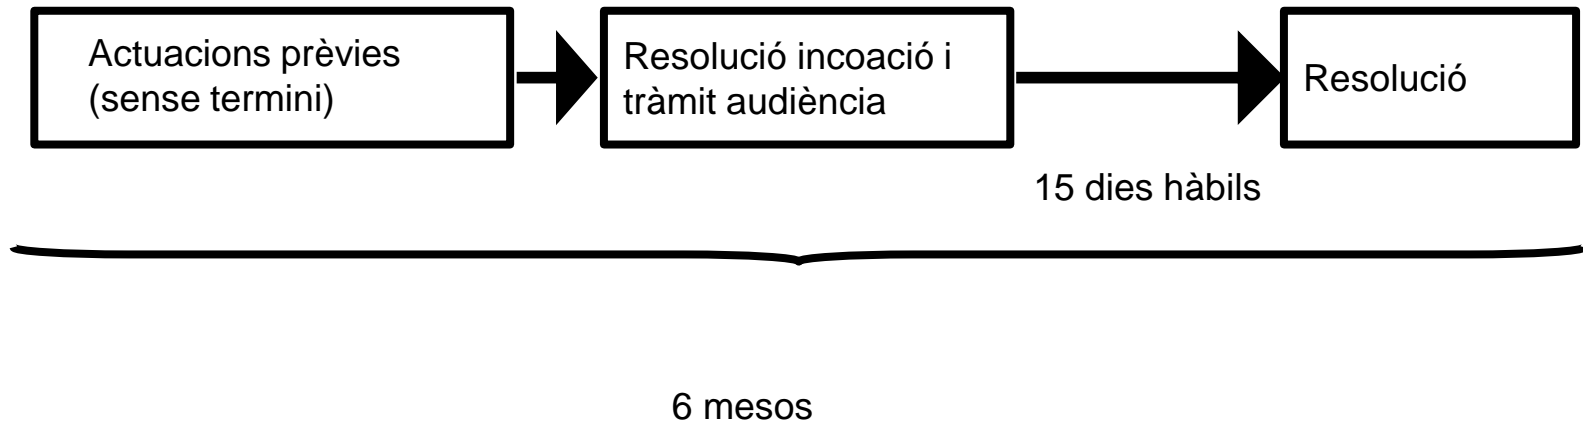 Actuacions prèvies
(sense termini)
Resolució incoació i
tràmit audiència
Resolució
15 dies hàbils
6 mesos